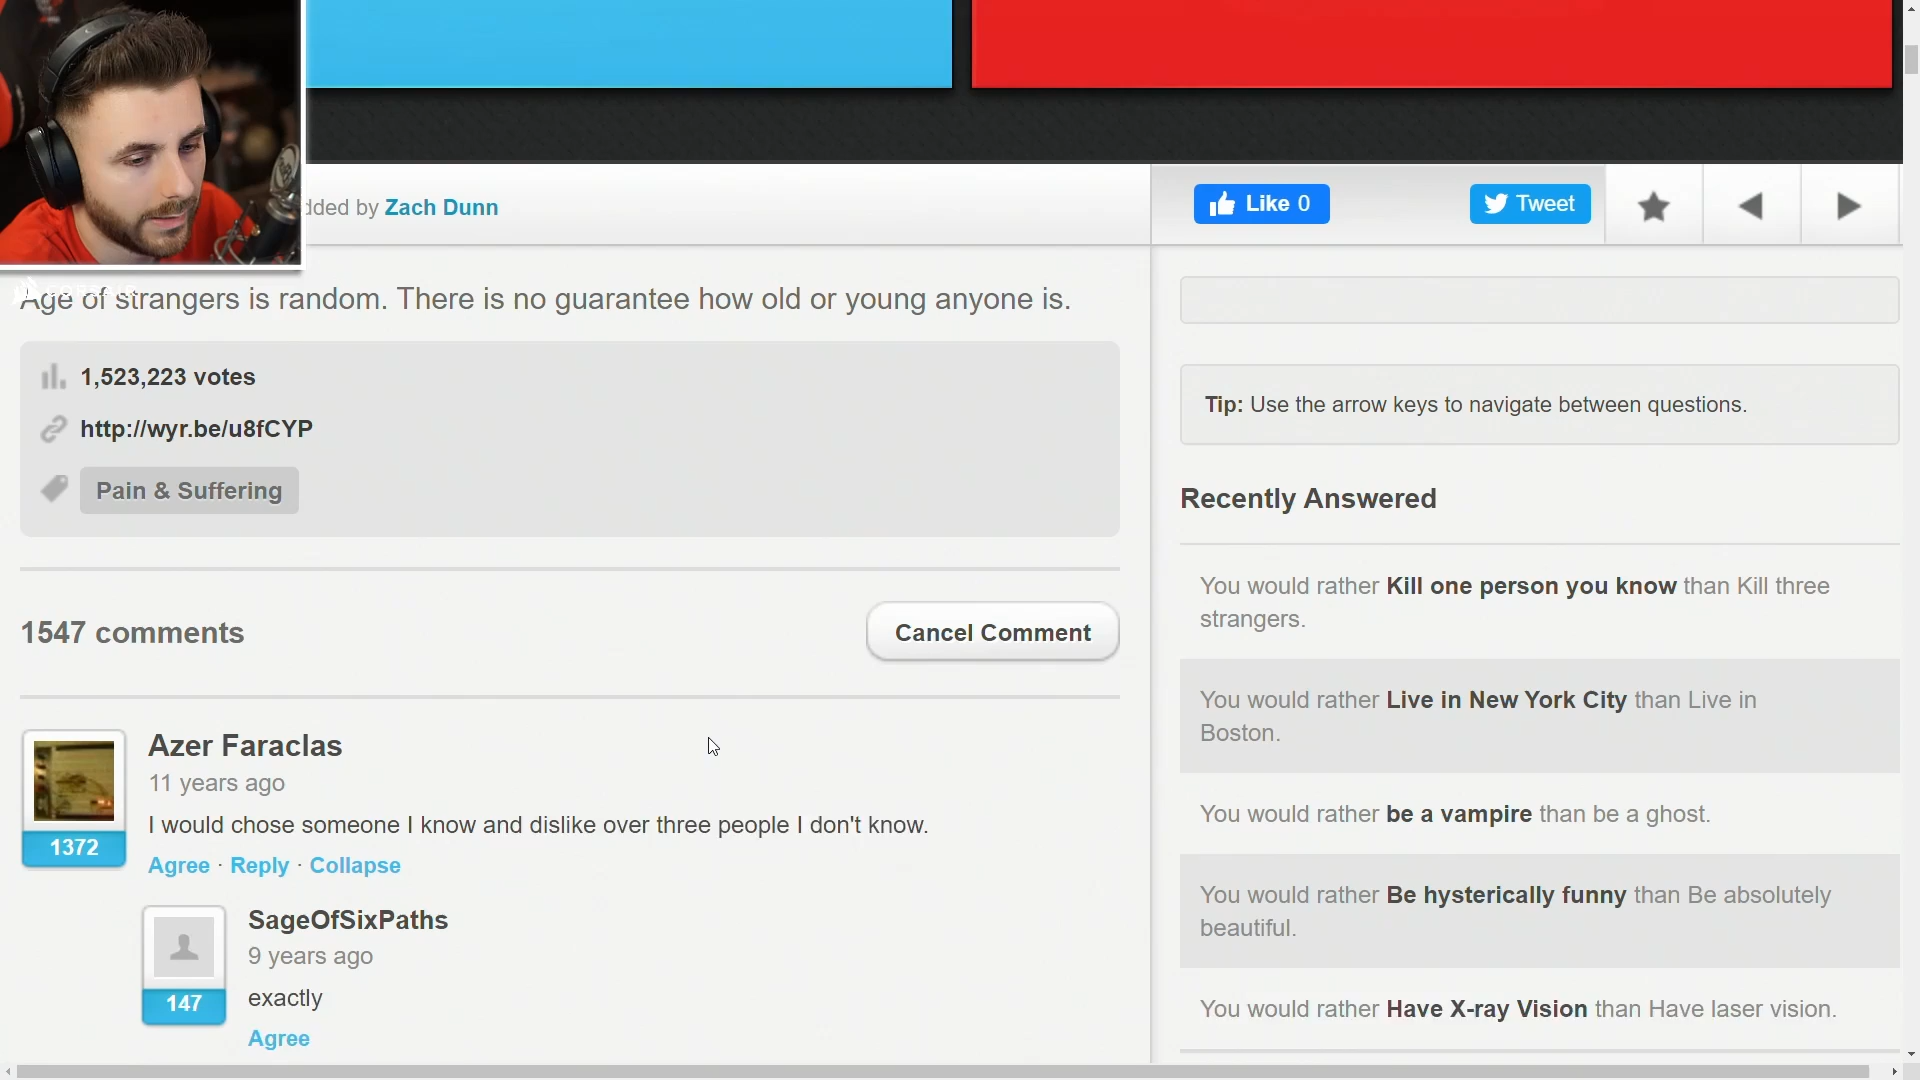 dded by Zach Dunn
Like 0
Tweet
Age of strangers is random. There is no guarantee how old or young anyone is.
1,523,223 votes
http://wyr.be/u8fCYP
Pain & Suffering
1547 comments
Cancel Comment
Azer Faraclas
11 years ago
I would chose someone I know and dislike over three people I don't know.
1372
Agree · Reply · Collapse
SageOfSixPaths
9 years ago
exactly
147
Agree
Tip: Use the arrow keys to navigate between questions.
Recently Answered
You would rather Kill one person you know than Kill three
strangers.
You would rather Live in New York City than Live in
Boston.
You would rather be a vampire than be a ghost.
You would rather Be hysterically funny than Be absolutely
beautiful.
You would rather Have X-ray Vision than Have laser vision.